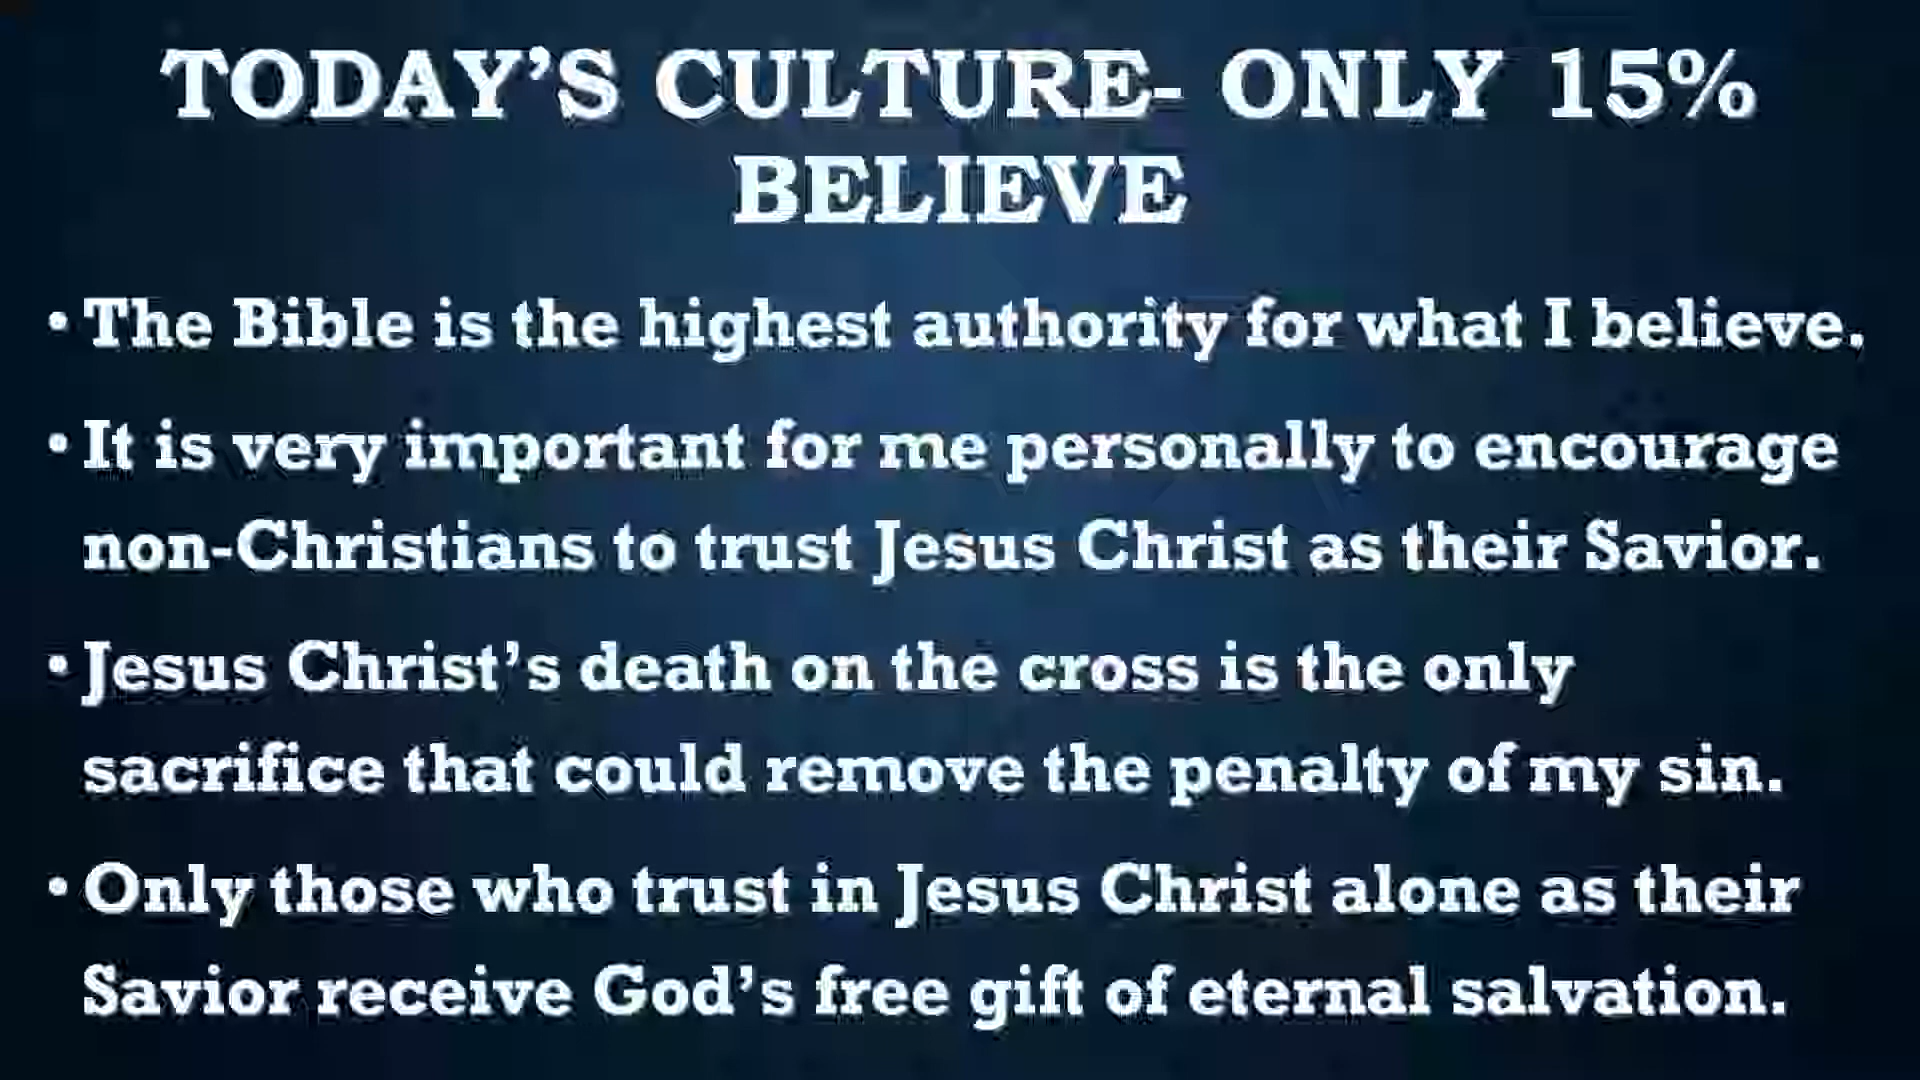 TODAY’S CULTURE- ONLY 15%
BELIEVE
• The Bible is the highest authority for what I believe.
• It is very important for me personally to encourage
non-Christians to trust Jesus Christ as their Savior.
• Jesus Christ’s death on the cross is the only
sacrifice that could remove the penalty of my sin.
• Only those who trust in Jesus Christ alone as their
Savior receive God’s free gift of eternal salvation.